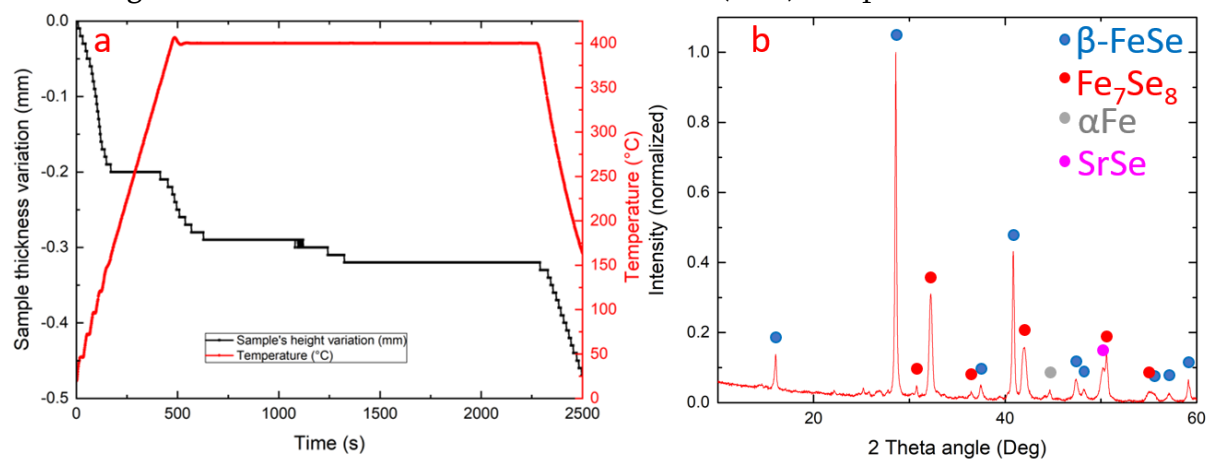 a
Sample thickness variation (mm)
0.0
-0.1
-0.2
-0.3
-0.4
-0.5
0
500
1000
1500
2000
2500
Time (s)
Sample's height variation (mm)
Temperature (°C)
400
350
300
250
200
150
100
50
0
Temperature (°C)
b
β-FeSe
Fe₇Se₈
αFe
SrSe
Intensity (normalized)
1.0
0.8
0.6
0.4
0.2
0.0
20
40
60
2 Theta angle (Deg)